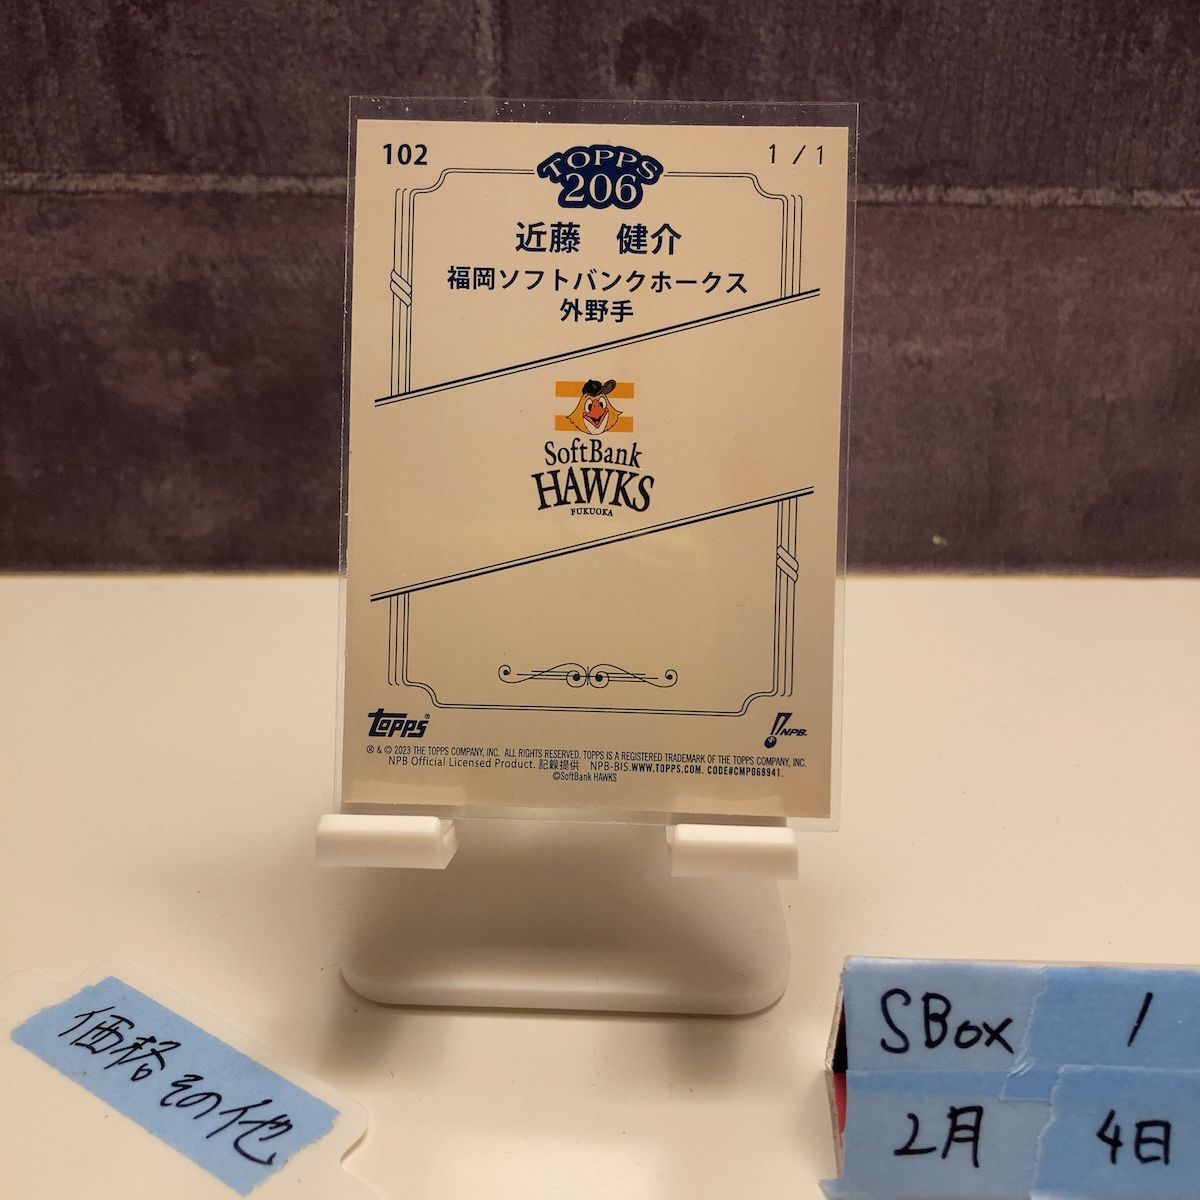 102
TOPPS
206
1 / 1
近藤　健介
福岡ソフトバンクホークス
外野手
SoftBank
HAWKS
FUKUOKA
topps®
NPB.
® & © 2023 THE TOPPS COMPANY, INC. ALL RIGHTS RESERVED. TOPPS IS A REGISTERED TRADEMARK OF THE TOPPS COMPANY, INC.
NPB Official Licensed Product. 記録提供 NPB-BIS.WWW.TOPPS.COM. CODE#CMP068941.
©SoftBank HAWKS
価格その他
SBox 1
2月 4日